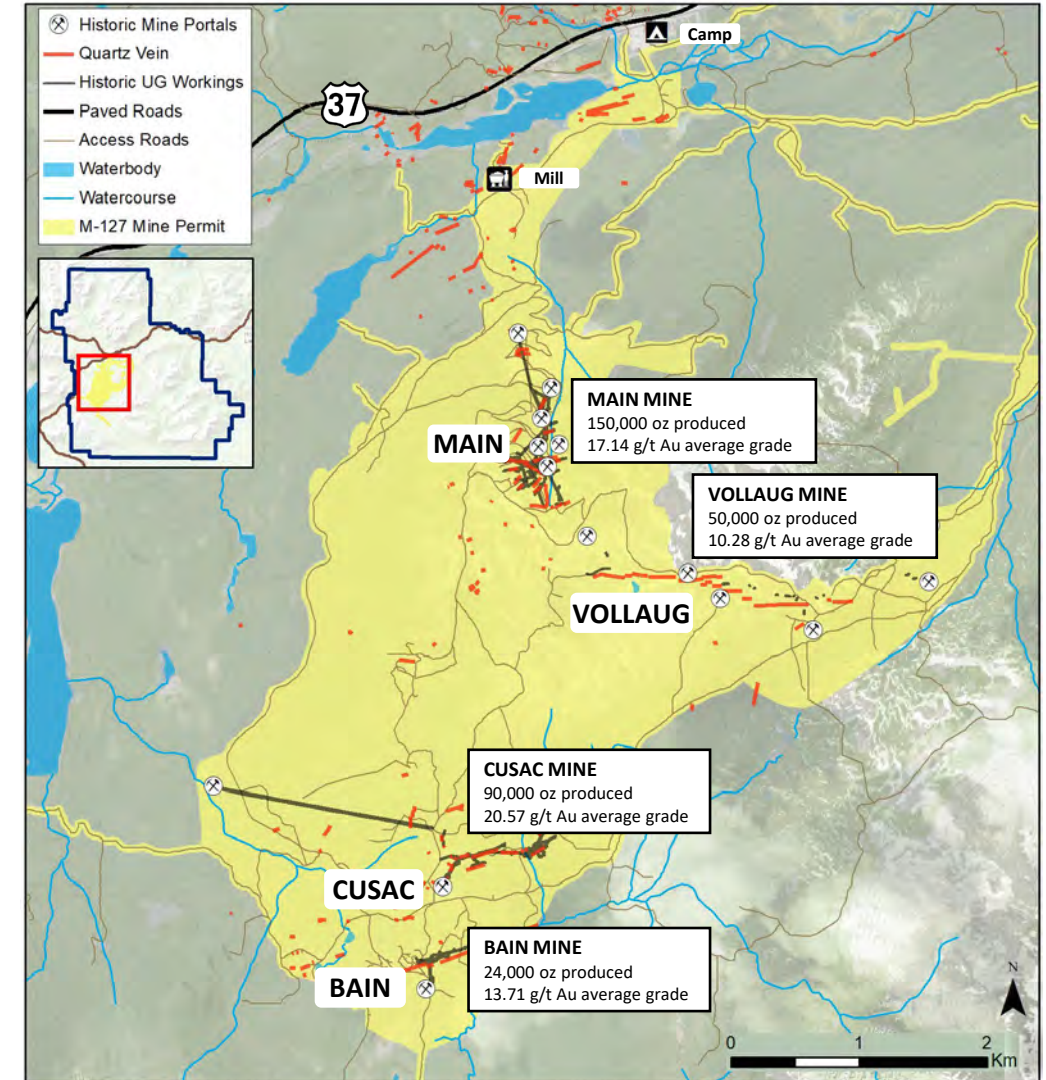 Historic Mine Portals
Quartz Vein
Historic UG Workings
Paved Roads
Access Roads
Waterbody
Watercourse
M-127 Mine Permit
37
Camp
Mill
MAIN
MAIN MINE
150,000 oz produced
17.14 g/t Au average grade
VOLLAUG MINE
50,000 oz produced
10.28 g/t Au average grade
VOLLAUG
CUSAC MINE
90,000 oz produced
20.57 g/t Au average grade
CUSAC
BAIN MINE
24,000 oz produced
13.71 g/t Au average grade
BAIN
N
0 1 2
Km